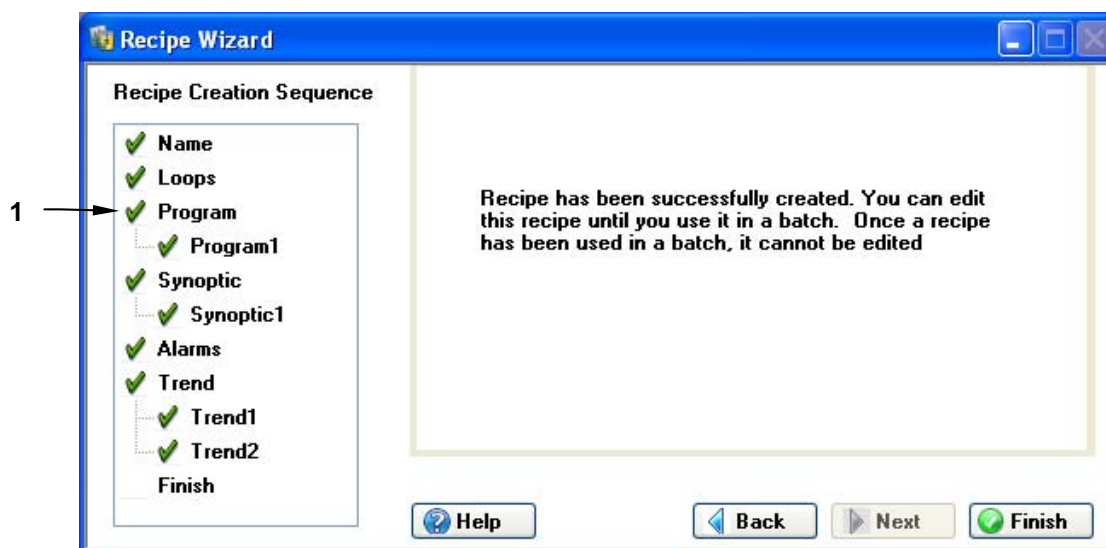 Recipe Wizard
Recipe Creation Sequence
Name
Loops
1
Program
Program1
Synoptic
Synoptic1
Alarms
Trend
Trend1
Trend2
Finish
Recipe has been successfully created. You can edit
this recipe until you use it in a batch. Once a recipe
has been used in a batch, it cannot be edited
Help
Back
Next
Finish